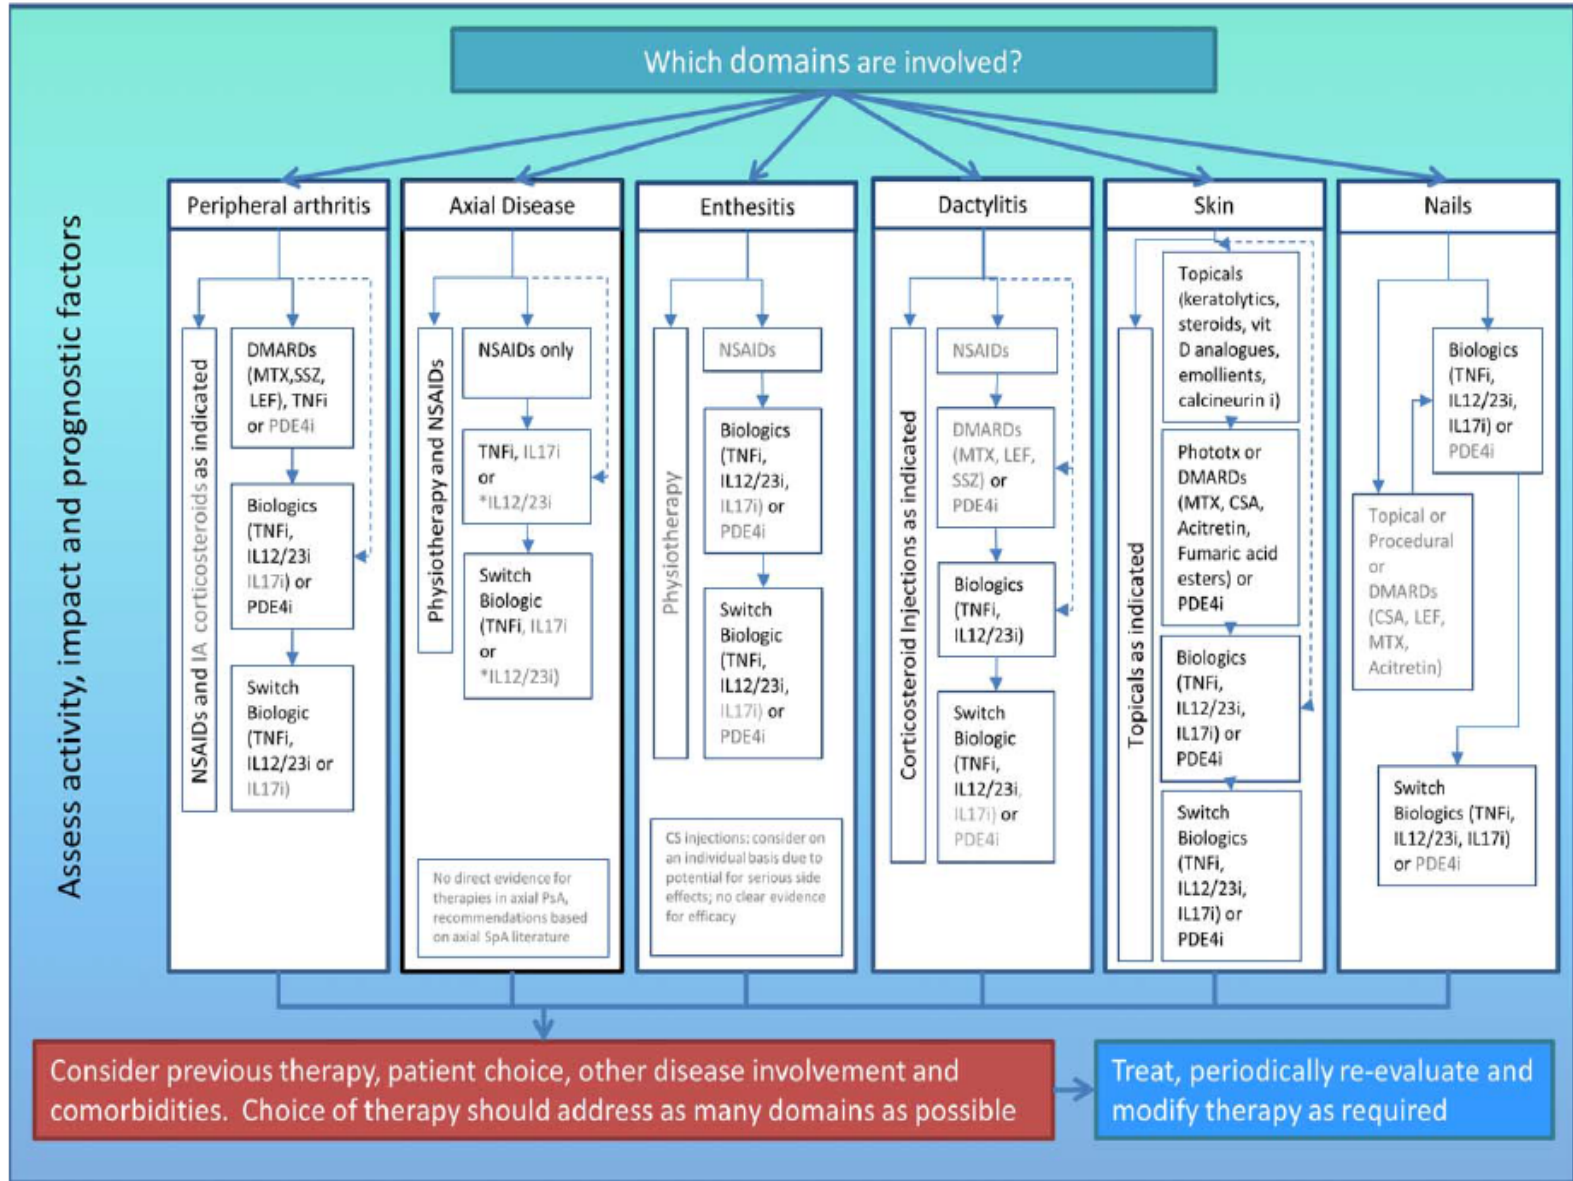 Which domains are involved?
Assess activity, impact and prognostic factors
Peripheral arthritis
NSAIDs and IA corticosteroids as indicated
DMARDs
(MTX,SSZ,
LEF), TNFi
or PDE4i
Biologics
(TNFi,
IL12/23i
IL17i) or
PDE4i
Switch
Biologic
(TNFi,
IL12/23i or
IL17i)
Axial Disease
Physiotherapy and NSAIDs
NSAIDs only
TNFi, IL17i
or
*IL12/23i
Switch
Biologic
(TNFi, IL17i
or
*IL12/23i)
No direct evidence for
therapies in axial PsA,
recommendations based
on axial SpA literature
Enthesitis
Physiotherapy
NSAIDs
Biologics
(TNFi,
IL12/23i,
IL17i) or
PDE4i
Switch
Biologic
(TNFi,
IL12/23i,
IL17i) or
PDE4i
CS injections: consider on
an individual basis due to
potential for serious side
effects; no clear evidence
for efficacy
Dactylitis
Corticosteroid Injections as indicated
NSAIDs
DMARDs
(MTX, LEF,
SSZ) or
PDE4i
Biologics
(TNFi,
IL12/23i)
Switch
Biologic
(TNFi,
IL12/23i,
IL17i) or
PDE4i
Skin
Topicals as indicated
Topicals
(keratolytics,
steroids, vit
D analogues,
emollients,
calcineurin i)
Phototx or
DMARDs
(MTX, CSA,
Acitretin,
Fumaric acid
esters) or
PDE4i
Biologics
(TNFi,
IL12/23i,
IL17i) or
PDE4i
Switch
Biologics
(TNFi,
IL12/23i,
IL17i) or
PDE4i
Nails
Biologics
(TNFi,
IL12/23i,
IL17i) or
PDE4i
Topical or
Procedural
or
DMARDs
(CSA, LEF,
MTX,
Acitretin)
Switch
Biologics (TNFi,
IL12/23i, IL17i)
or PDE4i
Consider previous therapy, patient choice, other disease involvement and
comorbidities. Choice of therapy should address as many domains as possible
Treat, periodically re-evaluate and
modify therapy as required